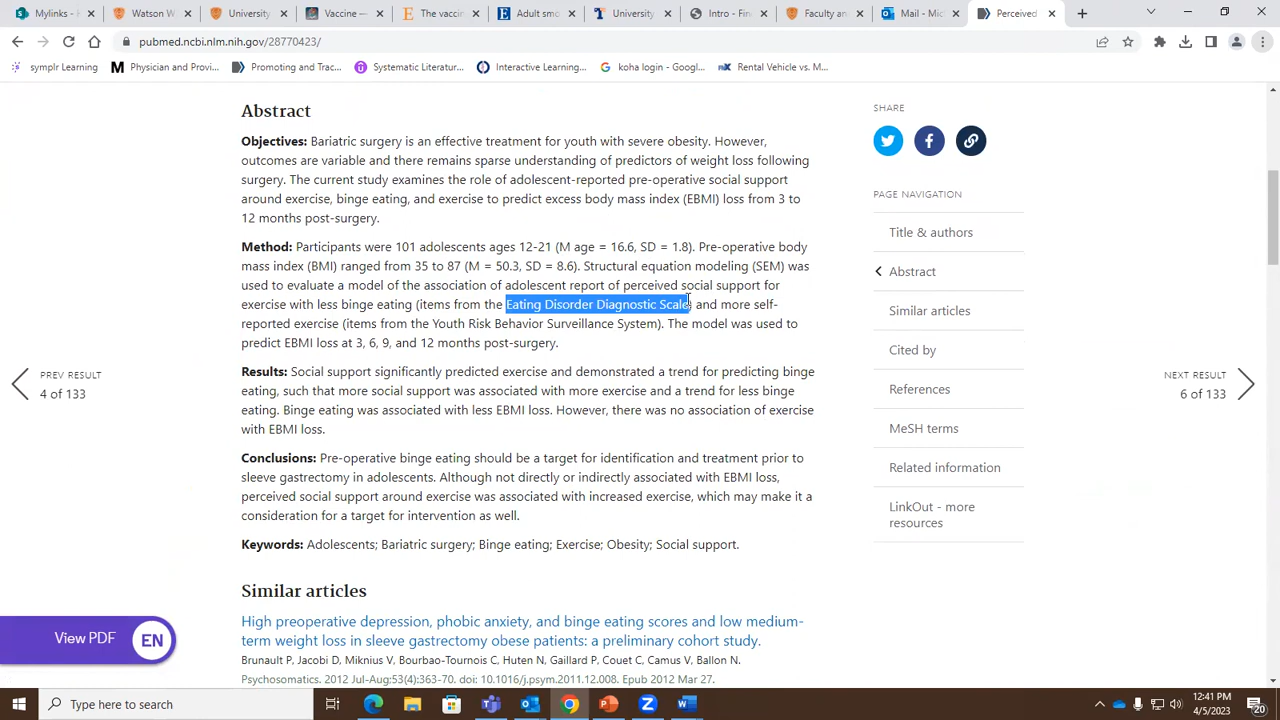 Mylinks - H
Watson W
University
Vaccine —
The vaccin
Adult smo
University
Intro - Fin
Faculty an
Mail - Mic
Perceived
pubmed.ncbi.nlm.nih.gov/28770423/
symplr Learning
Physician and Provi...
Promoting and Trac...
Systematic Literatur...
Interactive Learning...
koha login - Googl...
Rental Vehicle vs. M...
Abstract
Objectives: Bariatric surgery is an effective treatment for youth with severe obesity. However,
outcomes are variable and there remains sparse understanding of predictors of weight loss following
surgery. The current study examines the role of adolescent-reported pre-operative social support
around exercise, binge eating, and exercise to predict excess body mass index (EBMI) loss from 3 to
12 months post-surgery.
Method: Participants were 101 adolescents ages 12-21 (M age = 16.6, SD = 1.8). Pre-operative body
mass index (BMI) ranged from 35 to 87 (M = 50.3, SD = 8.6). Structural equation modeling (SEM) was
used to evaluate a model of the association of adolescent report of perceived social support for
exercise with less binge eating (items from the Eating Disorder Diagnostic Scale) and more self-
reported exercise (items from the Youth Risk Behavior Surveillance System). The model was used to
predict EBMI loss at 3, 6, 9, and 12 months post-surgery.
Results: Social support significantly predicted exercise and demonstrated a trend for predicting binge
eating, such that more social support was associated with more exercise and a trend for less binge
eating. Binge eating was associated with less EBMI loss. However, there was no association of exercise
with EBMI loss.
Conclusions: Pre-operative binge eating should be a target for identification and treatment prior to
sleeve gastrectomy in adolescents. Although not directly or indirectly associated with EBMI loss,
perceived social support around exercise was associated with increased exercise, which may make it a
consideration for a target for intervention as well.
Keywords: Adolescents; Bariatric surgery; Binge eating; Exercise; Obesity; Social support.
Similar articles
High preoperative depression, phobic anxiety, and binge eating scores and low medium-
term weight loss in sleeve gastrectomy obese patients: a preliminary cohort study.
Brunault P, Jacobi D, Miknius V, Bourbao-Tournois C, Huten N, Gaillard P, Couet C, Camus V, Ballon N.
Psychosomatics. 2012 Jul-Aug;53(4):363-70. doi: 10.1016/j.psym.2011.12.008. Epub 2012 Mar 27.
PREV RESULT
4 of 133
SHARE
PAGE NAVIGATION
Title & authors
Abstract
Similar articles
Cited by
References
MeSH terms
Related information
LinkOut - more
resources
NEXT RESULT
6 of 133
View PDF
EN
Type here to search
12:41 PM
4/5/2023
20